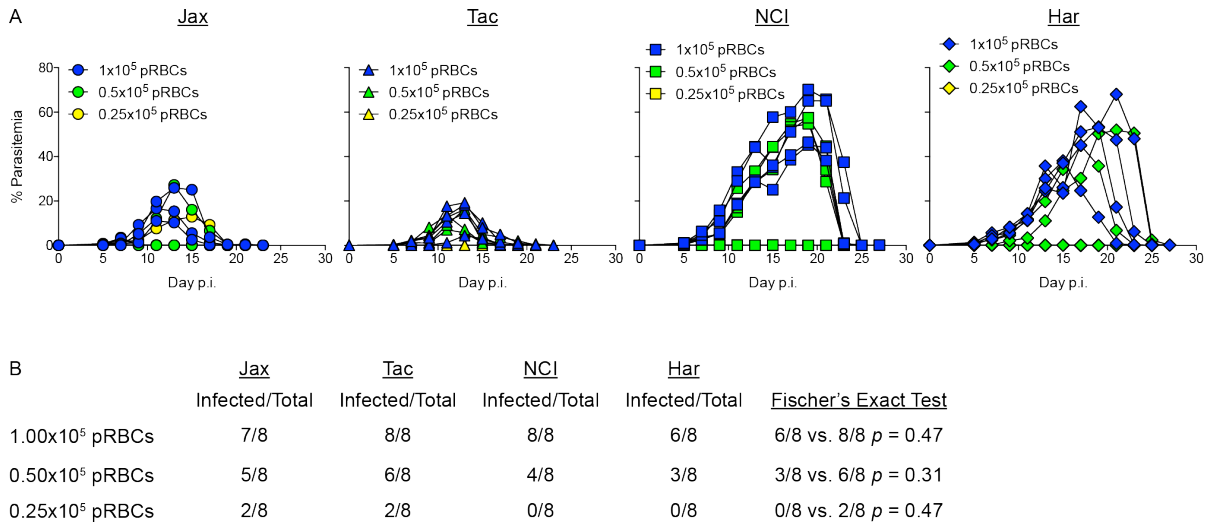 A
Jax
Tac
NCI
Har
% Parasitemia
80
60
40
20
0
1x10⁵ pRBCs
0.5x10⁵ pRBCs
0.25x10⁵ pRBCs
0 5 10 15 20 25 30
Day p.i.
1x10⁵ pRBCs
0.5x10⁵ pRBCs
0.25x10⁵ pRBCs
0 5 10 15 20 25 30
Day p.i.
1x10⁵ pRBCs
0.5x10⁵ pRBCs
0.25x10⁵ pRBCs
0 5 10 15 20 25 30
Day p.i.
1x10⁵ pRBCs
0.5x10⁵ pRBCs
0.25x10⁵ pRBCs
0 5 10 15 20 25 30
Day p.i.
B
Jax Tac NCI Har
Infected/Total Infected/Total Infected/Total Infected/Total Fischer's Exact Test
1.00x10⁵ pRBCs 7/8 8/8 8/8 6/8 6/8 vs. 8/8 p = 0.47
0.50x10⁵ pRBCs 5/8 6/8 4/8 3/8 3/8 vs. 6/8 p = 0.31
0.25x10⁵ pRBCs 2/8 2/8 0/8 0/8 0/8 vs. 2/8 p = 0.47